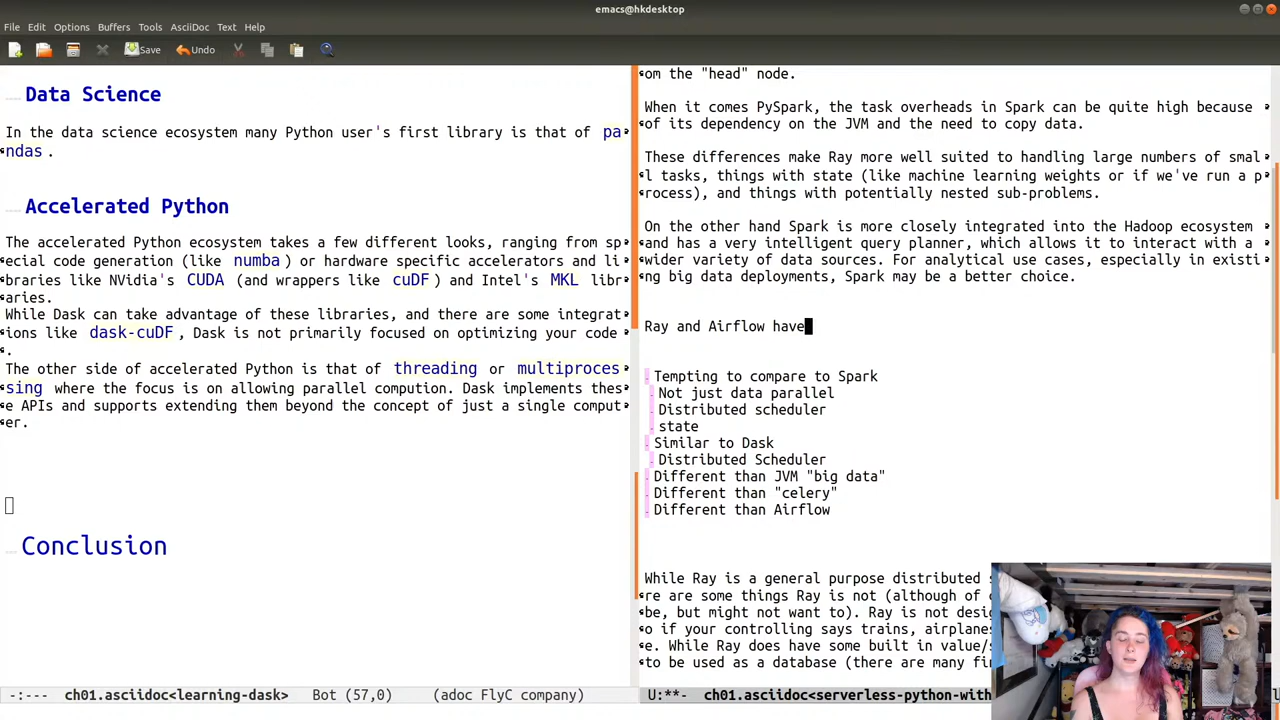 emacs@hkdesktop
File Edit Options Buffers Tools AsciiDoc Text Help
Save Undo
Data Science
In the data science ecosystem many Python user's first library is that of pa
ndas.
Accelerated Python
The accelerated Python ecosystem takes a few different looks, ranging from sp
ecial code generation (like numba) or hardware specific accelerators and li
braries like NVidia's CUDA (and wrappers like cuDF) and Intel's MKL libr
aries.
While Dask can take advantage of these libraries, and there are some integrat
ions like dask-cuDF, Dask is not primarily focused on optimizing your code
.
The other side of accelerated Python is that of threading or multiproces
sing where the focus is on allowing parallel compution. Dask implements thes
e APIs and supports extending them beyond the concept of just a single comput
er.
Conclusion
-:--- ch01.asciidoc<learning-dask> Bot (57,0) (adoc FlyC company)
om the "head" node.
When it comes PySpark, the task overheads in Spark can be quite high because
of its dependency on the JVM and the need to copy data.
These differences make Ray more well suited to handling large numbers of smal
l tasks, things with state (like machine learning weights or if we've run a p
rocess), and things with potentially nested sub-problems.
On the other hand Spark is more closely integrated into the Hadoop ecosystem
and has a very intelligent query planner, which allows it to interact with a
wider variety of data sources. For analytical use cases, especially in existi
ng big data deployments, Spark may be a better choice.
Ray and Airflow have
. Tempting to compare to Spark
. Not just data parallel
. Distributed scheduler
. state
. Similar to Dask
. Distributed Scheduler
. Different than JVM "big data"
. Different than "celery"
. Different than Airflow
While Ray is a general purpose distributed
re are some things Ray is not (although of
be, but might not want to). Ray is not
o if your controlling says trains,
e. While Ray does have some built in
to be used as a database (there are many
U:**- ch01.asciidoc<serverless-python-with